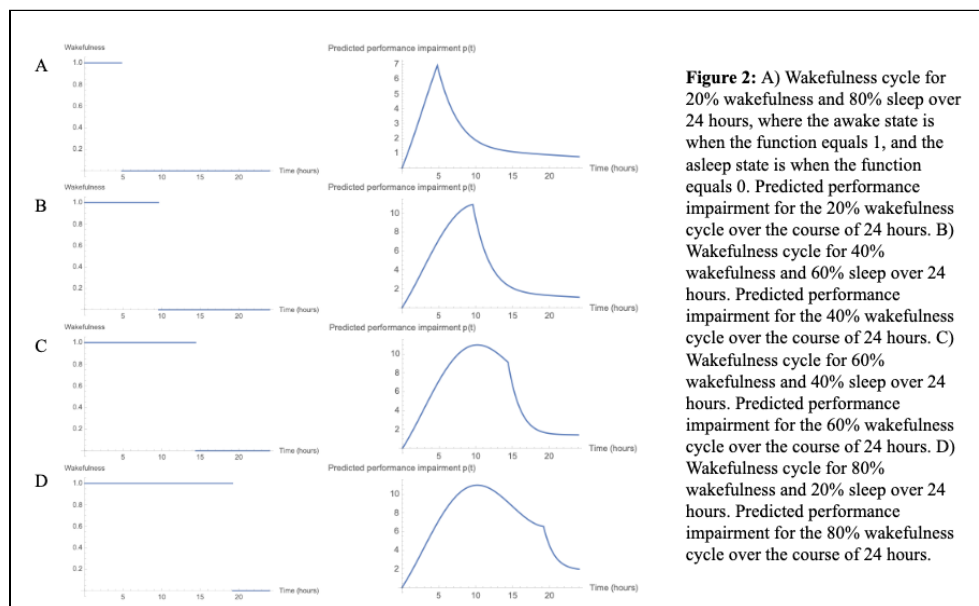 A
Wakefulness
1.0
0.8
0.6
0.4
0.2
5
10
15
20
Time (hours)
Predicted performance impairment p(t)
7
6
5
4
3
2
1
5
10
15
20
Time (hours)
B
Wakefulness
1.0
0.8
0.6
0.4
0.2
5
10
15
20
Time (hours)
Predicted performance impairment p(t)
10
8
6
4
2
5
10
15
20
Time (hours)
C
Wakefulness
1.0
0.8
0.6
0.4
0.2
5
10
15
20
Time (hours)
Predicted performance impairment p(t)
10
8
6
4
2
5
10
15
20
Time (hours)
D
Wakefulness
1.0
0.8
0.6
0.4
0.2
5
10
15
20
Time (hours)
Predicted performance impairment p(t)
10
8
6
4
2
5
10
15
20
Time (hours)
Figure 2: A) Wakefulness cycle for
20% wakefulness and 80% sleep over
24 hours, where the awake state is
when the function equals 1, and the
asleep state is when the function
equals 0. Predicted performance
impairment for the 20% wakefulness
cycle over the course of 24 hours. B)
Wakefulness cycle for 40%
wakefulness and 60% sleep over 24
hours. Predicted performance
impairment for the 40% wakefulness
cycle over the course of 24 hours. C)
Wakefulness cycle for 60%
wakefulness and 40% sleep over 24
hours. Predicted performance
impairment for the 60% wakefulness
cycle over the course of 24 hours. D)
Wakefulness cycle for 80%
wakefulness and 20% sleep over 24
hours. Predicted performance
impairment for the 80% wakefulness
cycle over the course of 24 hours.